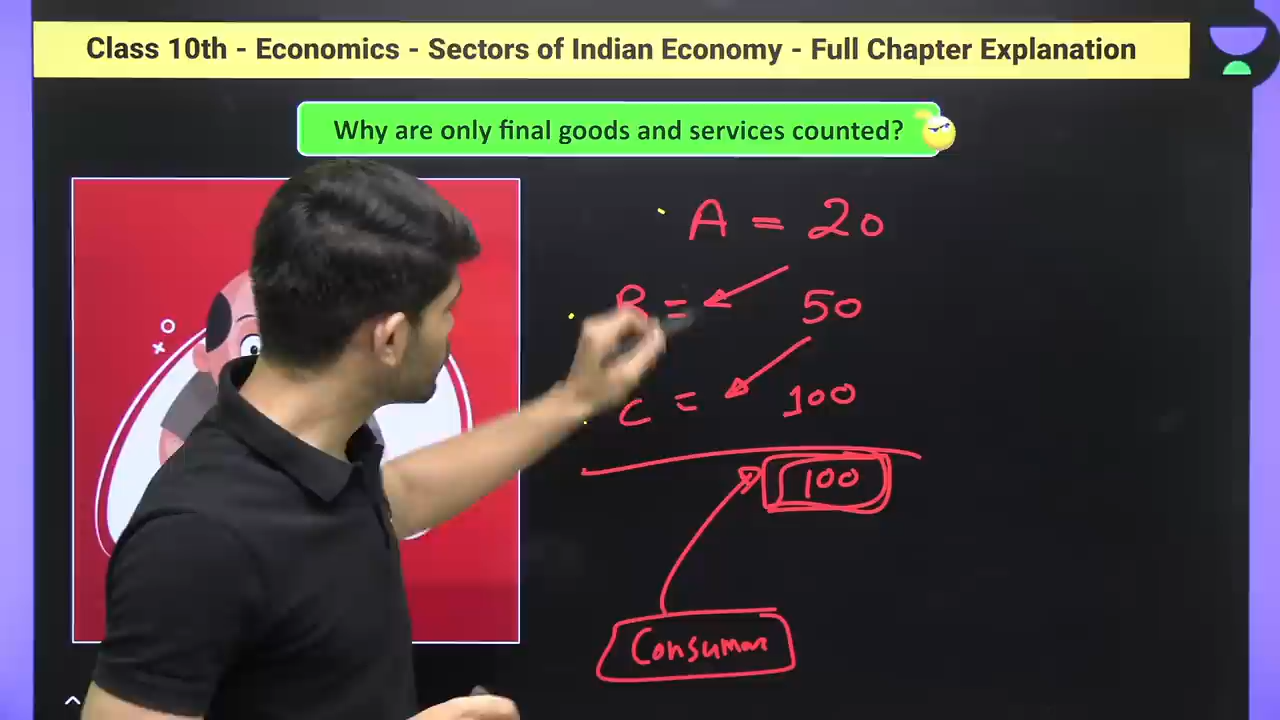 Class 10th - Economics - Sectors of Indian Economy - Full Chapter Explanation
Why are only final goods and services counted?
A = 20
B = 50
C = 100
100
Consumer